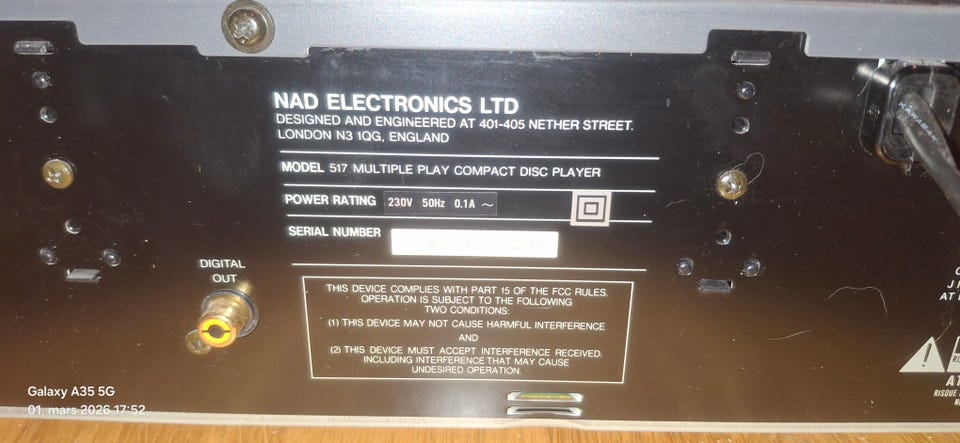 NAD ELECTRONICS LTD
DESIGNED AND ENGINEERED AT 401-405 NETHER STREET.
LONDON N3 1QG, ENGLAND
MODEL 517 MULTIPLE PLAY COMPACT DISC PLAYER
POWER RATING 230V 50Hz 0.1A ~
SERIAL NUMBER
DIGITAL
OUT
THIS DEVICE COMPLIES WITH PART 15 OF THE FCC RULES.
OPERATION IS SUBJECT TO THE FOLLOWING
TWO CONDITIONS:
(1) THIS DEVICE MAY NOT CAUSE HARMFUL INTERFERENCE
AND
(2) THIS DEVICE MUST ACCEPT INTERFERENCE RECEIVED.
INCLUDING INTERFERENCE THAT MAY CAUSE
UNDESIRED OPERATION.
RISQUE
Galaxy A35 5G
01. mars 2026 17:52